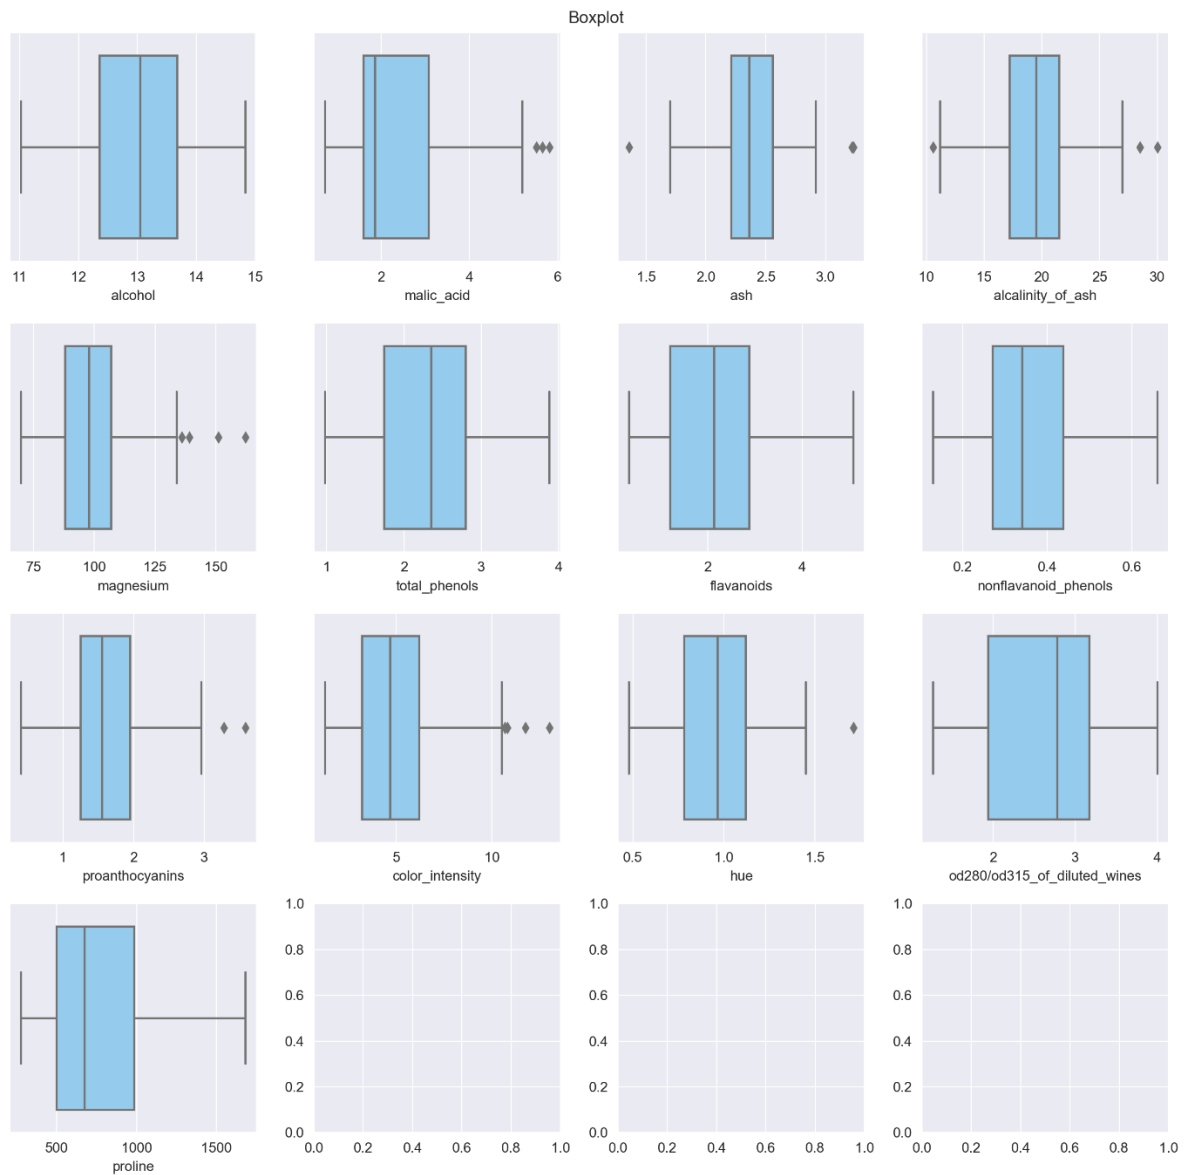 Boxplot
11 12 13 14 15
alcohol
2 4 6
malic_acid
1.5 2.0 2.5 3.0
ash
10 15 20 25 30
alcalinity_of_ash
75 100 125 150
magnesium
1 2 3 4
total_phenols
2 4
flavanoids
0.2 0.4 0.6
nonflavanoid_phenols
1 2 3
proanthocyanins
5 10
color_intensity
0.5 1.0 1.5
hue
2 3 4
od280/od315_of_diluted_wines
500 1000 1500
proline
1.0
0.8
0.6
0.4
0.2
0.0
0.0 0.2 0.4 0.6 0.8 1.0
1.0
0.8
0.6
0.4
0.2
0.0
0.0 0.2 0.4 0.6 0.8 1.0
1.0
0.8
0.6
0.4
0.2
0.0
0.0 0.2 0.4 0.6 0.8 1.0